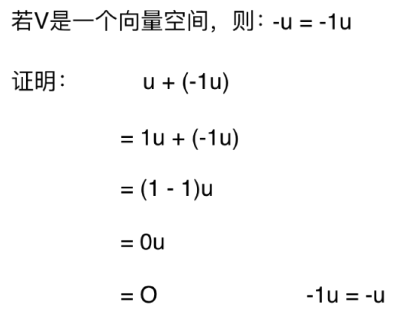 若V是一个向量空间，则：-u = -1u
证明： u + (-1u)
= 1u + (-1u)
= (1 - 1)u
= 0u
= O -1u = -u